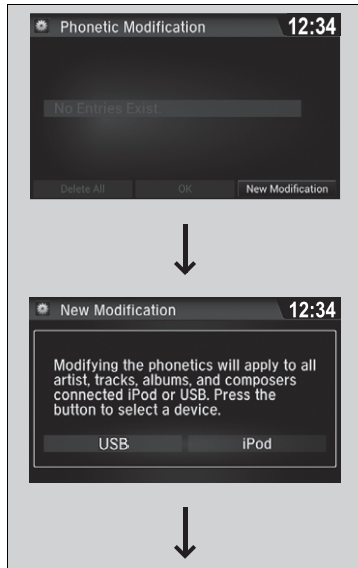 Phonetic Modification 12:34
No Entries Exist
Delete All OK New Modification
New Modification 12:34
Modifying the phonetics will apply to all
artist, tracks, albums, and composers
connected iPod or USB. Press the
button to select a device.
USB iPod